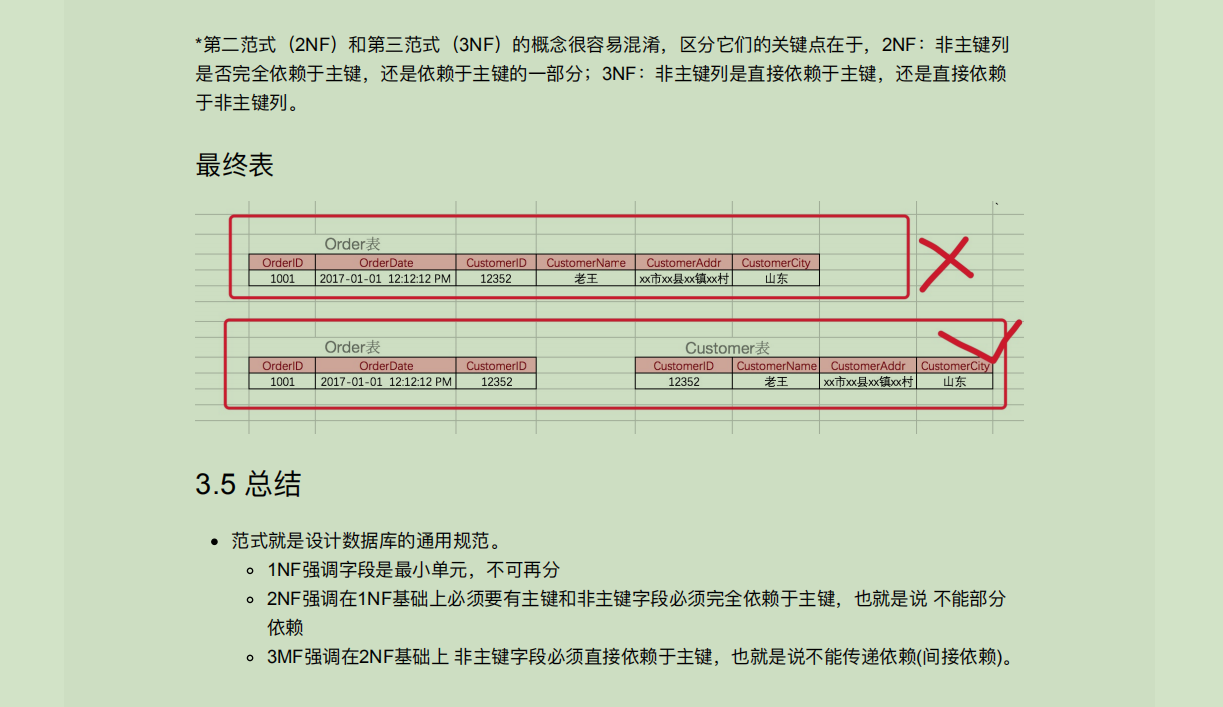 *第二范式（2NF）和第三范式（3NF）的概念很容易混淆，区分它们的关键点在于，2NF：非主键列
是否完全依赖于主键，还是依赖于主键的一部分；3NF：非主键列是直接依赖于主键，还是直接依赖
于非主键列。
最终表
Order表
OrderID OrderDate CustomerID CustomerName CustomerAddr CustomerCity
1001 2017-01-01 12:12:12 PM 12352 老王 xx市xx县xx镇xx村 山东
Order表 Customer表
OrderID OrderDate CustomerID CustomerID CustomerName CustomerAddr CustomerCity
1001 2017-01-01 12:12:12 PM 12352 12352 老王 xx市xx县xx镇xx村 山东
3.5 总结
范式就是设计数据库的通用规范。
1NF强调字段是最小单元，不可再分
2NF强调在1NF基础上必须要有主键和非主键字段必须完全依赖于主键，也就是说 不能部分
依赖
3MF强调在2NF基础上 非主键字段必须直接依赖于主键，也就是说不能传递依赖(间接依赖)。